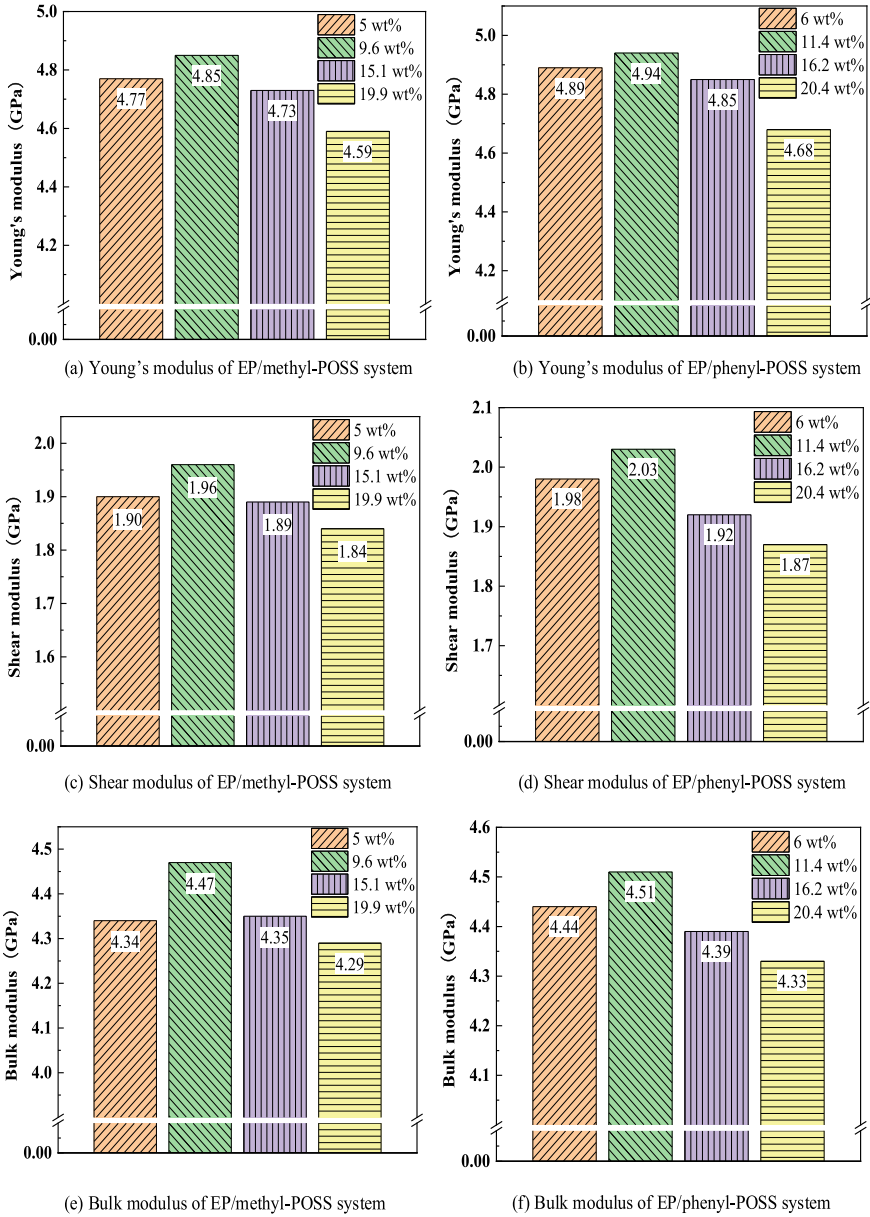 5.0
4.8
4.6
4.4
4.2
0.00
Young's modulus (GPa)
5 wt%
9.6 wt%
15.1 wt%
19.9 wt%
4.77
4.85
4.73
4.59
(a) Young’s modulus of EP/methyl-POSS system
5.0
4.8
4.6
4.4
4.2
0.00
Young's modulus (GPa)
6 wt%
11.4 wt%
16.2 wt%
20.4 wt%
4.89
4.94
4.85
4.68
(b) Young’s modulus of EP/phenyl-POSS system
2.0
1.9
1.8
1.7
1.6
0.00
Shear modulus (GPa)
5 wt%
9.6 wt%
15.1 wt%
19.9 wt%
1.90
1.96
1.89
1.84
(c) Shear modulus of EP/methyl-POSS system
2.1
2.0
1.9
1.8
1.7
0.00
Shear modulus (GPa)
6 wt%
11.4 wt%
16.2 wt%
20.4 wt%
1.98
2.03
1.92
1.87
(d) Shear modulus of EP/phenyl-POSS system
4.5
4.4
4.3
4.2
4.1
4.0
0.00
Bulk modulus (GPa)
5 wt%
9.6 wt%
15.1 wt%
19.9 wt%
4.34
4.47
4.35
4.29
(e) Bulk modulus of EP/methyl-POSS system
4.6
4.5
4.4
4.3
4.2
4.1
0.00
Bulk modulus (GPa)
6 wt%
11.4 wt%
16.2 wt%
20.4 wt%
4.44
4.51
4.39
4.33
(f) Bulk modulus of EP/phenyl-POSS system